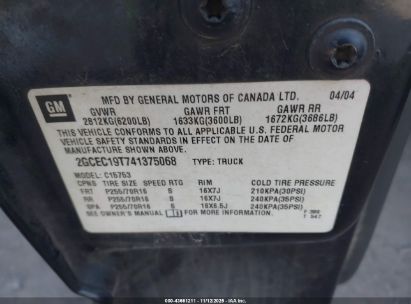 GM
MFD BY GENERAL MOTORS OF CANADA LTD. 04/04
GVWR GAWR FRT GAWR RR
2812KG(6200LB) 1633KG(3600LB) 1672KG(3686LB)
THIS VEHICLE CONFORMS TO ALL APPLICABLE U.S. FEDERAL MOTOR
VEHICLE SAFETY STANDARDS IN EFFECT ON THE DATE OF
MANUFACTURE SHOWN ABOVE.
2GCEC19T741375068 TYPE: TRUCK
MODEL: C15753
CPNS TIRE SIZE SPEED RTG RIM COLD TIRE PRESSURE
FRT P255/70R16 S 16X7J 210KPA(30PSI)
RR P255/70R16 S 16X7J 240KPA(35PSI)
SPA P255/70R16 S 16X6.5J 240KPA(35PSI)
SEE OWNER'S MANUAL FOR MORE INFORMATION.
IAA-43661211 - 11/12/2025 - copart.com